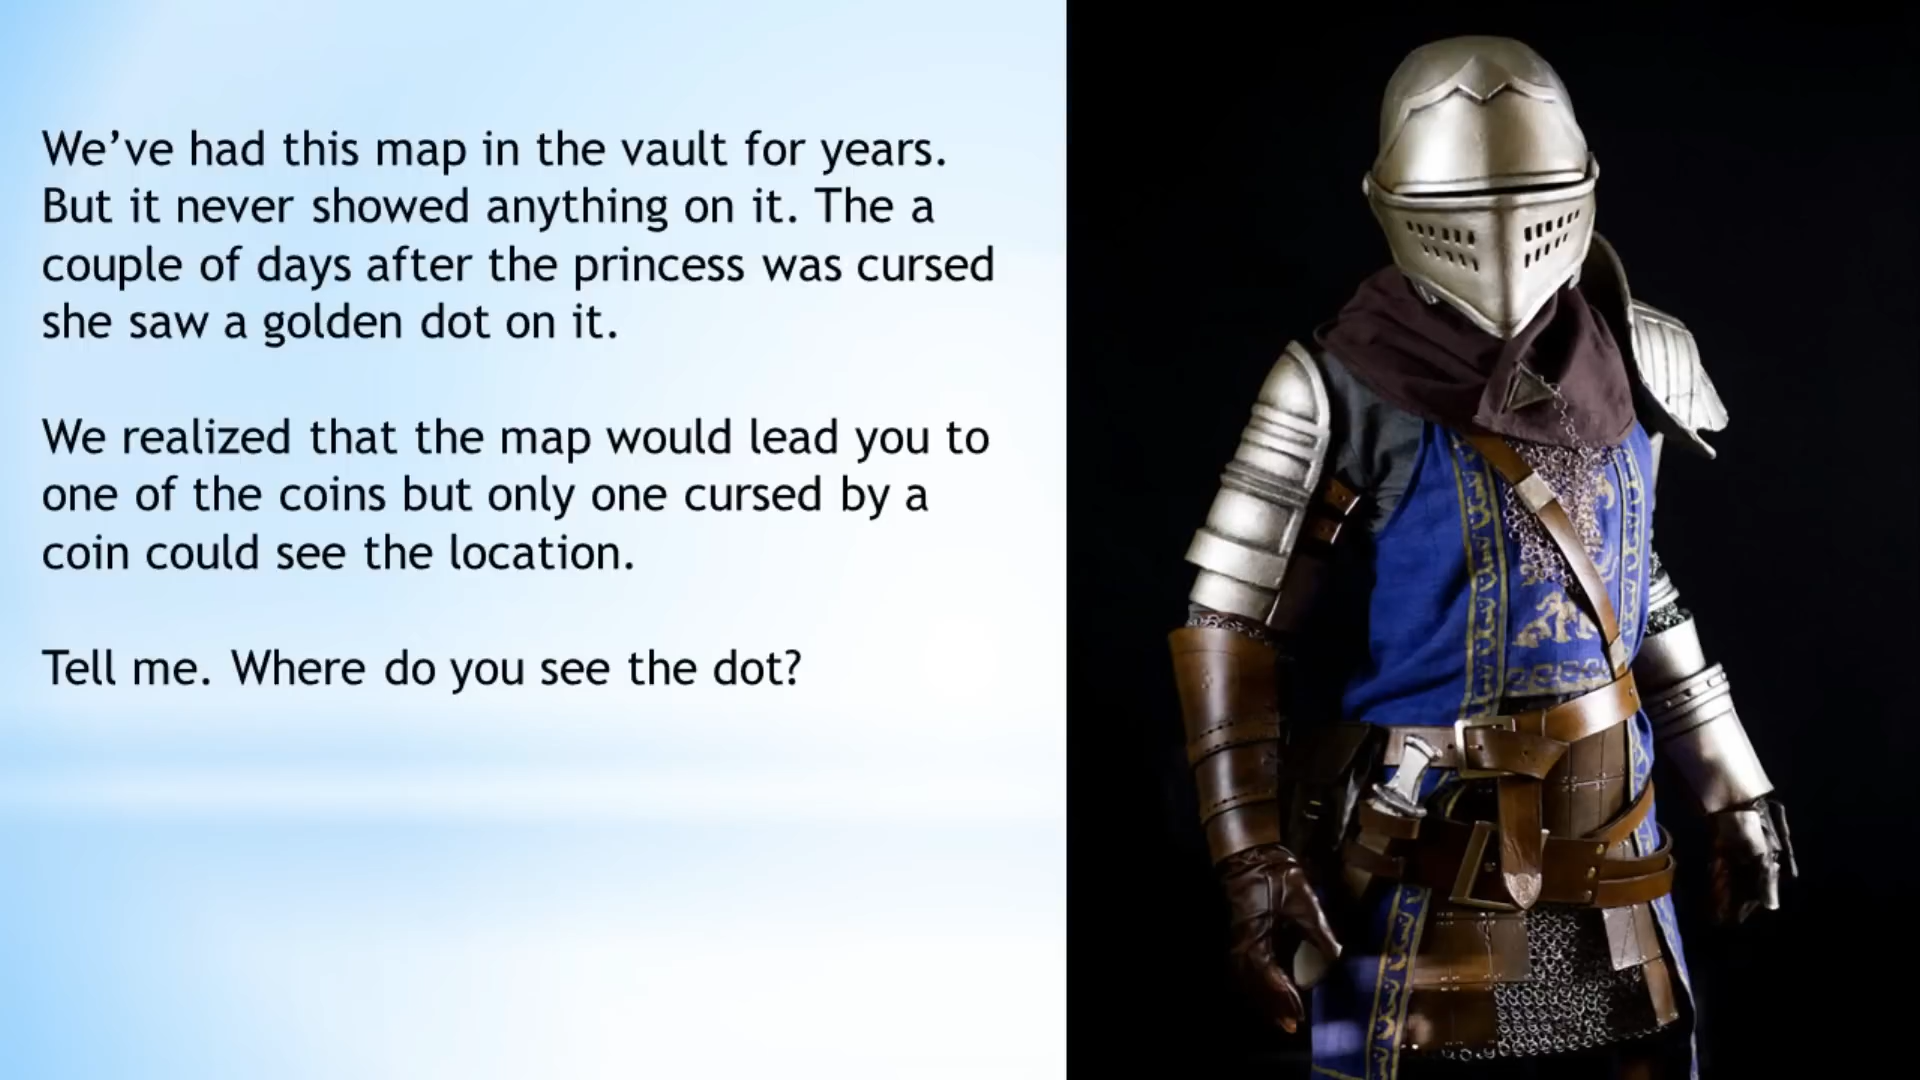 We’ve had this map in the vault for years.
But it never showed anything on it. The a
couple of days after the princess was cursed
she saw a golden dot on it.
We realized that the map would lead you to
one of the coins but only one cursed by a
coin could see the location.
Tell me. Where do you see the dot?